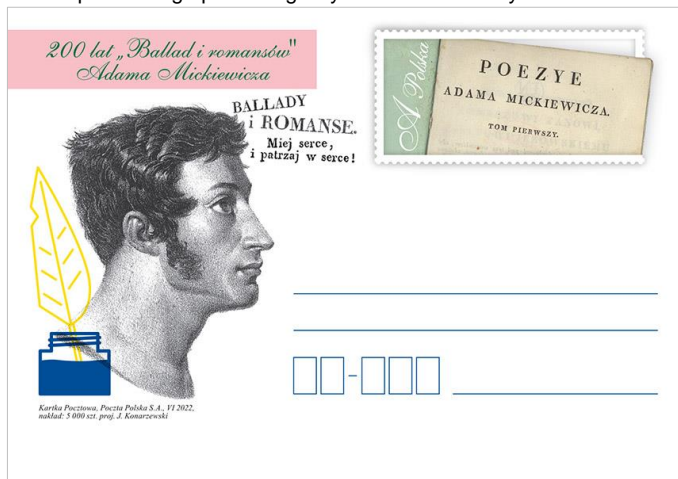 200 lat „Ballad i romansów"
Adama Mickiewicza
BALLADY
i ROMANSE.
Miej serce,
i patrzaj w serce!
A Polska
POEZYE
ADAMA MICKIEWICZA.
TOM PIERWSZY.
Kartka Pocztowa, Poczta Polska S.A., VI 2022,
nakład: 5 000 szt. proj. J. Konarzewski